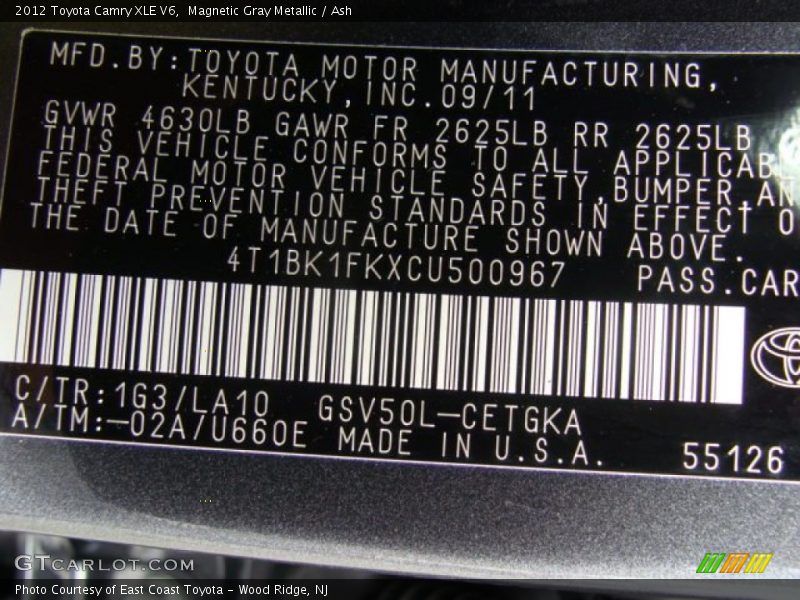 2012 Toyota Camry XLE V6,  Magnetic Gray Metallic / Ash
MFD.BY:TOYOTA MOTOR MANUFACTURING,
KENTUCKY,INC.09/11
GVWR 4630LB GAWR FR 2625LB RR 2625LB
THIS VEHICLE CONFORMS TO ALL APPLICAB
FEDERAL MOTOR VEHICLE SAFETY,BUMPER,AN
THEFT PREVENTION STANDARDS IN EFFECT O
THE DATE OF MANUFACTURE SHOWN ABOVE.
4T1BK1FKXCU500967 PASS.CAR
C/TR:1G3/LA10 GSV50L-CETGKA
A/TM:-02A/U660E MADE IN U.S.A.
55126
GTCARLOT.COM
Photo Courtesy of East Coast Toyota - Wood Ridge, NJ